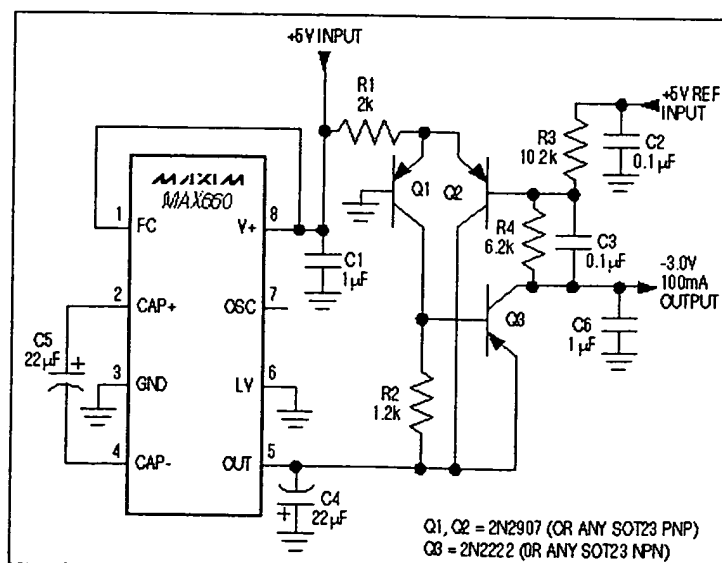 +5V INPUT
R1
2k
+5V REF
INPUT
R3
10.2k
C2
0.1µF
MAXIM
MAX660
Q1
Q2
1
FC
V+
8
R4
6.2k
C3
0.1µF
C1
1µF
-3.0V
100mA
OUTPUT
2
CAP+
OSC
7
Q3
C6
1µF
C5
22µF
+
3
GND
LV
6
R2
1.2k
4
CAP-
OUT
5
C4
22µF
+
Q1, Q2 = 2N2907 (OR ANY SOT23 PNP)
Q3 = 2N2222 (OR ANY SOT23 NPN)